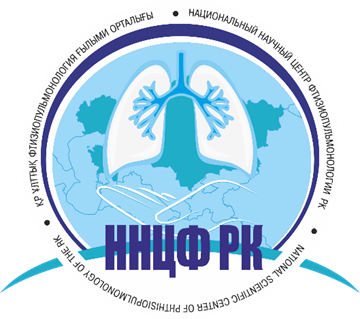 ҚР ҰЛТТЫҚ ФТИЗИОПУЛЬМОНОЛОГИЯ ҒЫЛЫМИ ОРТАЛЫҒЫ
НАЦИОНАЛЬНЫЙ НАУЧНЫЙ ЦЕНТР ФТИЗИОПУЛЬМОНОЛОГИИ РК
NATIONAL SCIENTIFIC CENTER OF PHTHISIOPULMONOLOGY OF THE RK
ННЦФ РК